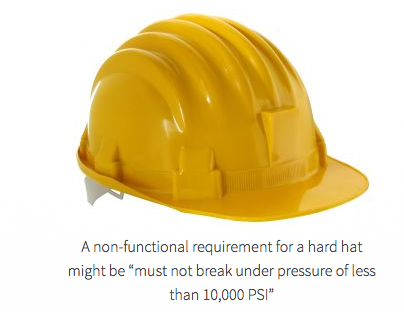 A non-functional requirement for a hard hat
might be “must not break under pressure of less
than 10,000 PSI”